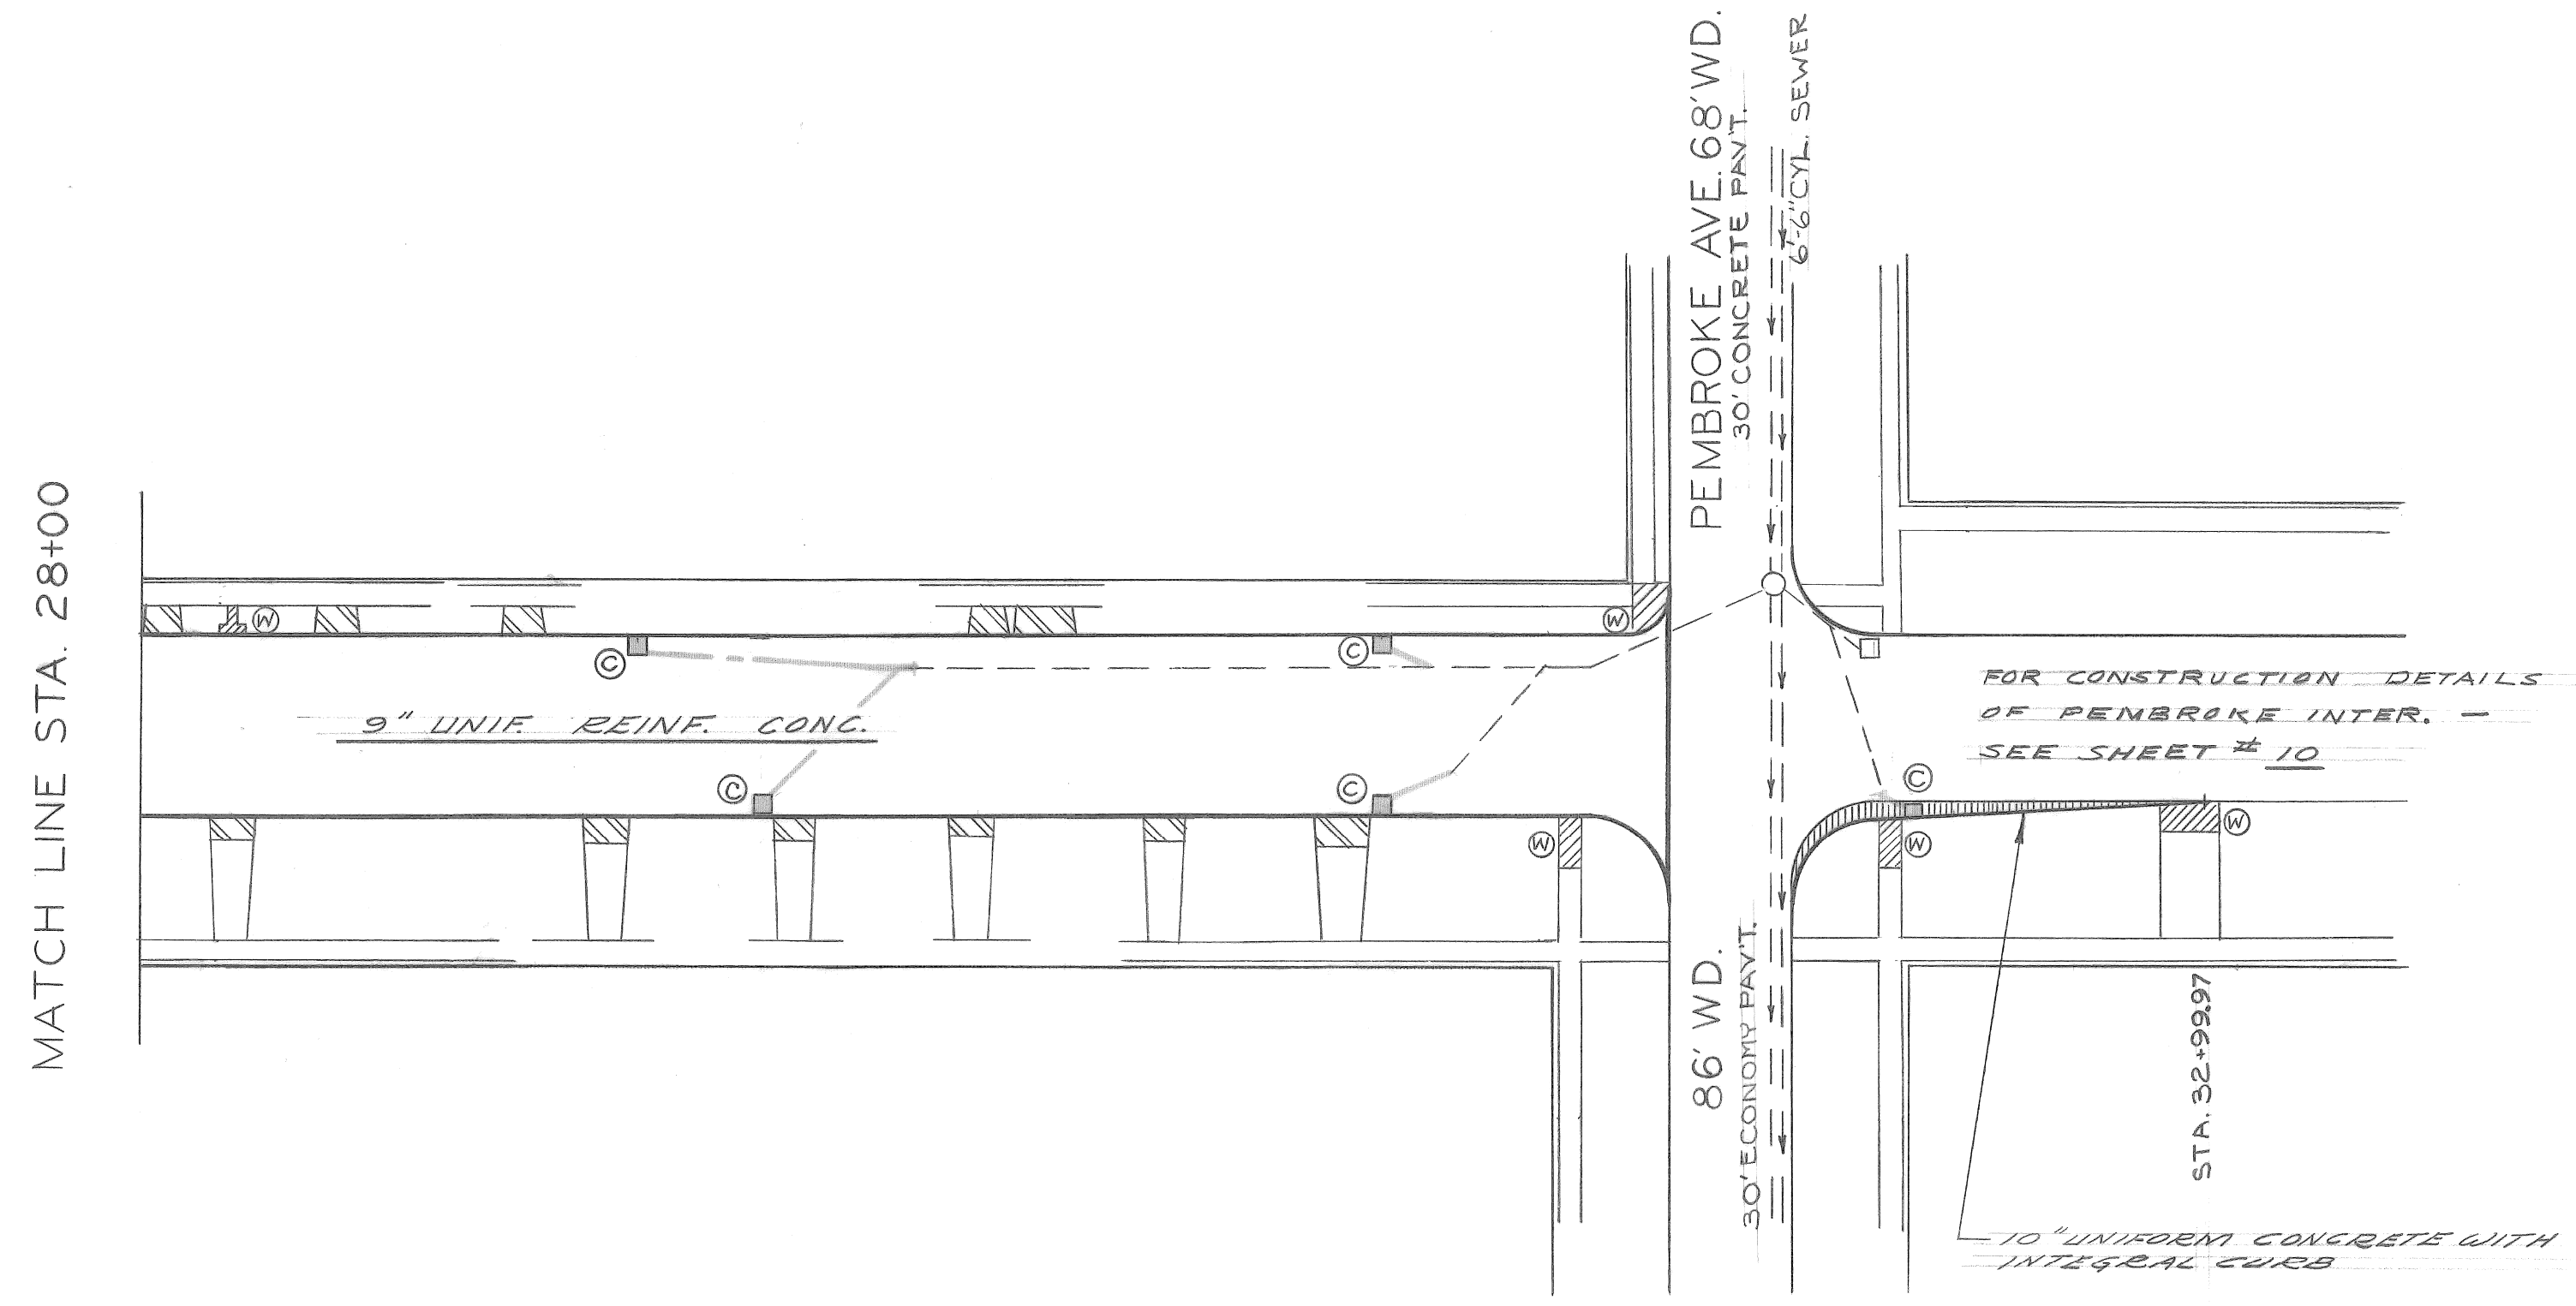 MATCH LINE STA. 28+00
PEMBROKE AVE. 68' WD.
30' CONCRETE PAV'T.
6'-6" CYL. SEWER
W
W
C
C
9" UNIF. REINF. CONC.
C
C
FOR CONSTRUCTION DETAILS
OF PEMBROKE INTER. —
SEE SHEET # 10
C
W
W
W
86' WD.
30' ECONOMY PAV'T.
STA. 32+99.97
10" UNIFORM CONCRETE WITH
INTEGRAL CURB